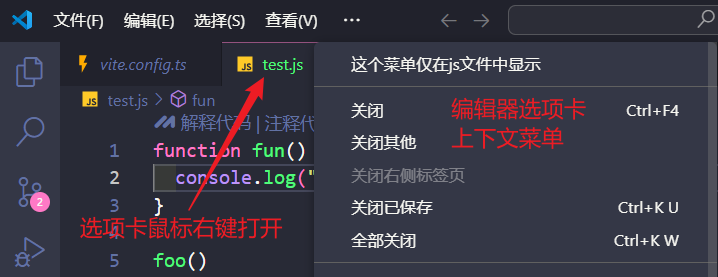 文件(F) 编辑(E) 选择(S) 查看(V) ···
vite.config.ts
JS test.js
JS test.js > fun
解释代码 | 注释代
1 function fun()
2 console.log("
3 }
4
5 foo()
2
选项卡鼠标右键打开
这个菜单仅在js文件中显示
关闭 Ctrl+F4
关闭其他
关闭右侧标签页
关闭已保存 Ctrl+K U
全部关闭 Ctrl+K W
编辑器选项卡
上下文菜单